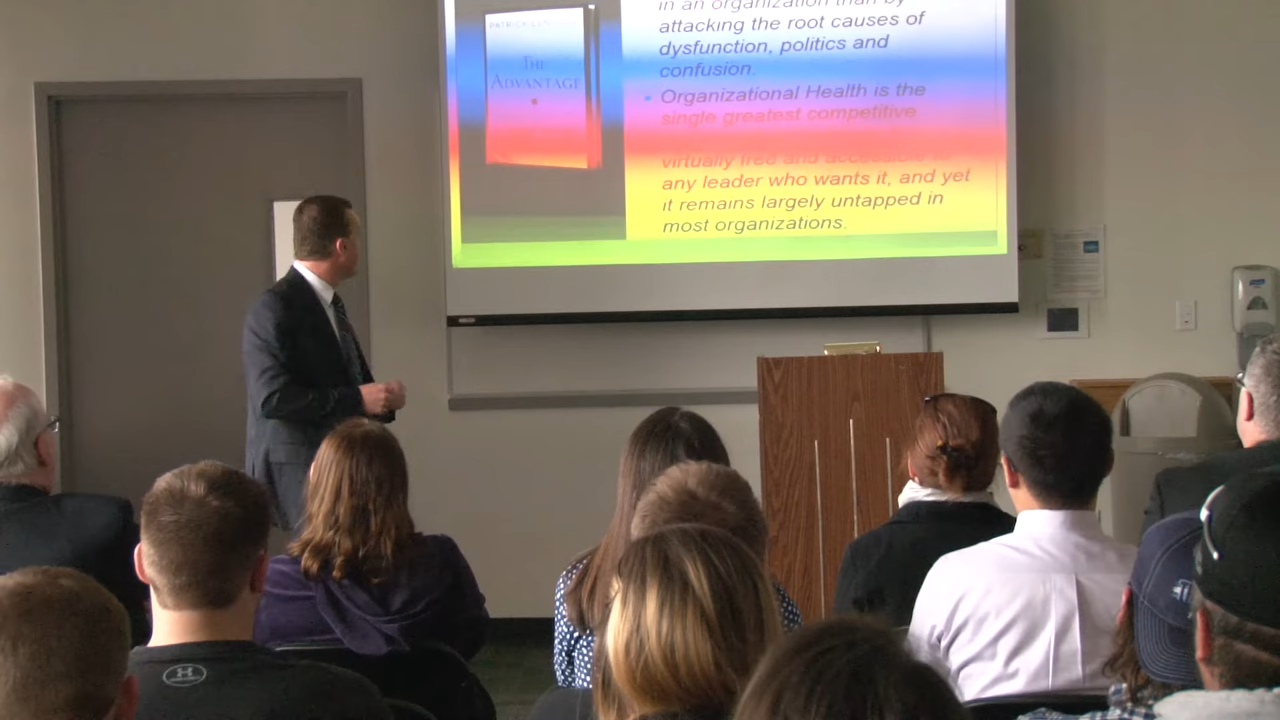 PATRICK
THE
ADVANTAGE
in an organization than by
attacking the root causes of
dysfunction, politics and
confusion.
• Organizational Health is the
single greatest competitive
virtually free and accessible to
any leader who wants it, and yet
it remains largely untapped in
most organizations.